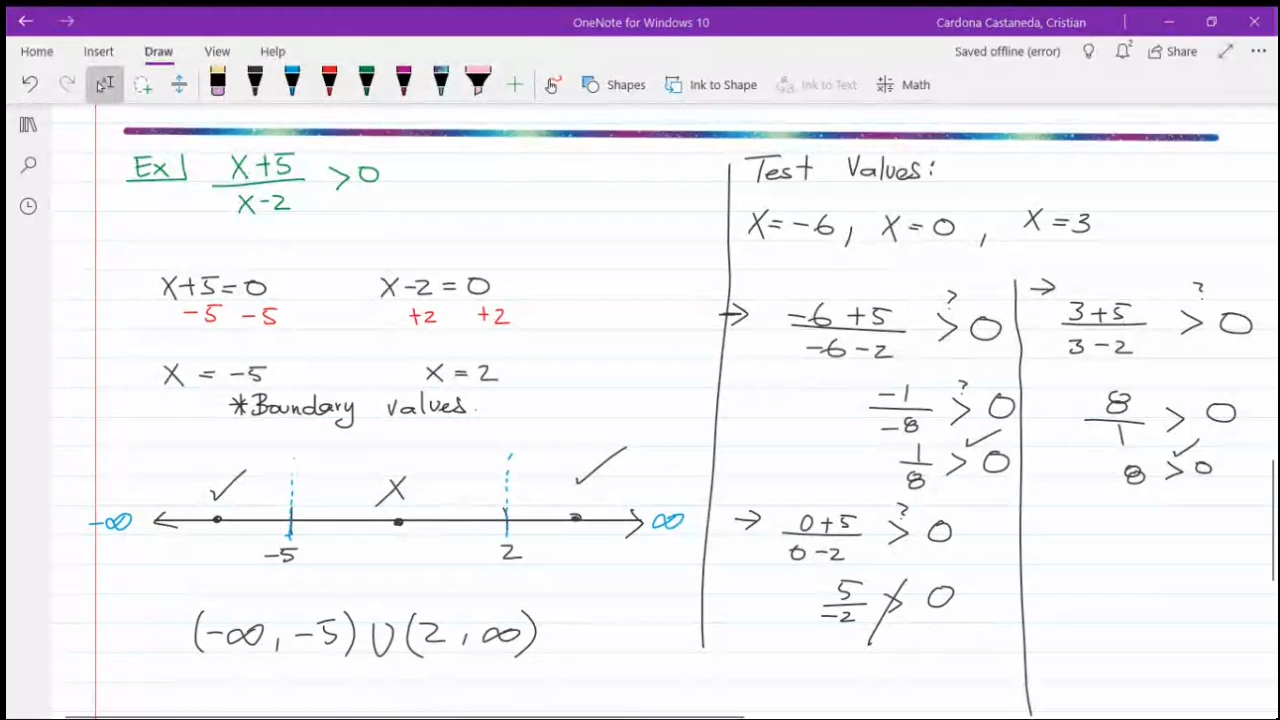 OneNote for Windows 10
Cardona Castaneda, Cristian
Home Insert Draw View Help
Saved offline (error)
2
Share
Shapes
Ink to Shape
Ink to Text
Math
Ex 1 (x+5)/(x-2) > 0
x+5=0
-5 -5
x = -5
x-2=0
+2 +2
x = 2
*Boundary values.
✓ X ✓
-∞ ∞
-5 2
(-∞, -5) ∪ (2, ∞)
Test Values:
x=-6, x=0, x=3
→ (-6+5)/(-6-2) >? 0
-1/-8 >? 0
1/8 > 0 ✓
→ (0+5)/(0-2) >? 0
5/-2 ≯ 0
→ (3+5)/(3-2) >? 0
8/1 > 0
8 > 0 ✓